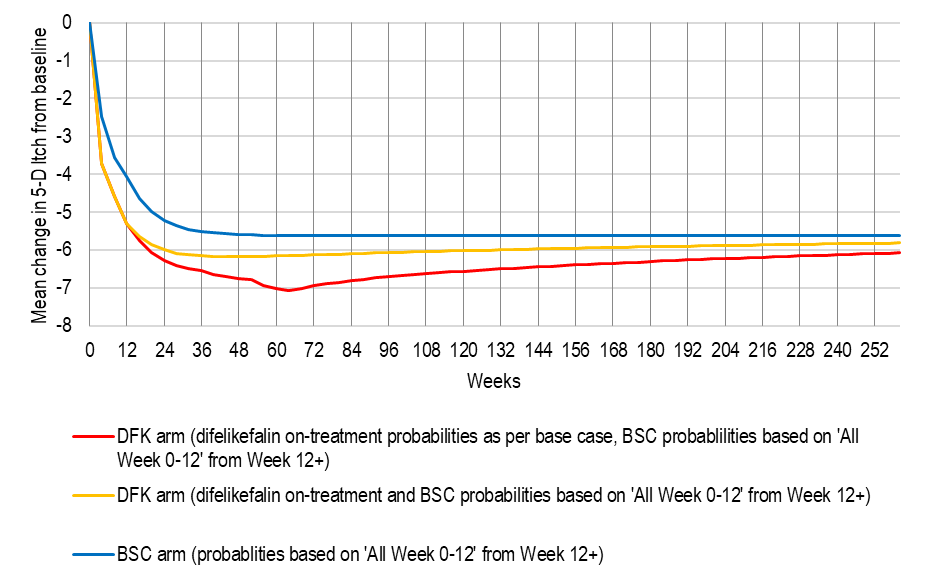 Mean change in 5-D Itch from baseline
0
-1
-2
-3
-4
-5
-6
-7
-8
0 12 24 36 48 60 72 84 96 108 120 132 144 156 168 180 192 204 216 228 240 252
Weeks
DFK arm (difelikefalin on-treatment probabilities as per base case, BSC probablilities based on 'All
Week 0-12' from Week 12+)
DFK arm (difelikefalin on-treatment and BSC probabilities based on 'All Week 0-12' from Week 12+)
BSC arm (probablities based on 'All Week 0-12' from Week 12+)